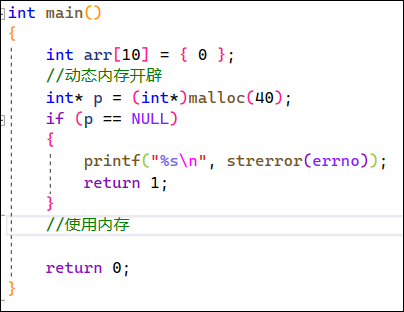 int main()
{
int arr[10] = { 0 };
//动态内存开辟
int* p = (int*)malloc(40);
if (p == NULL)
{
printf("%s\n", strerror(errno));
return 1;
}
//使用内存
return 0;
}